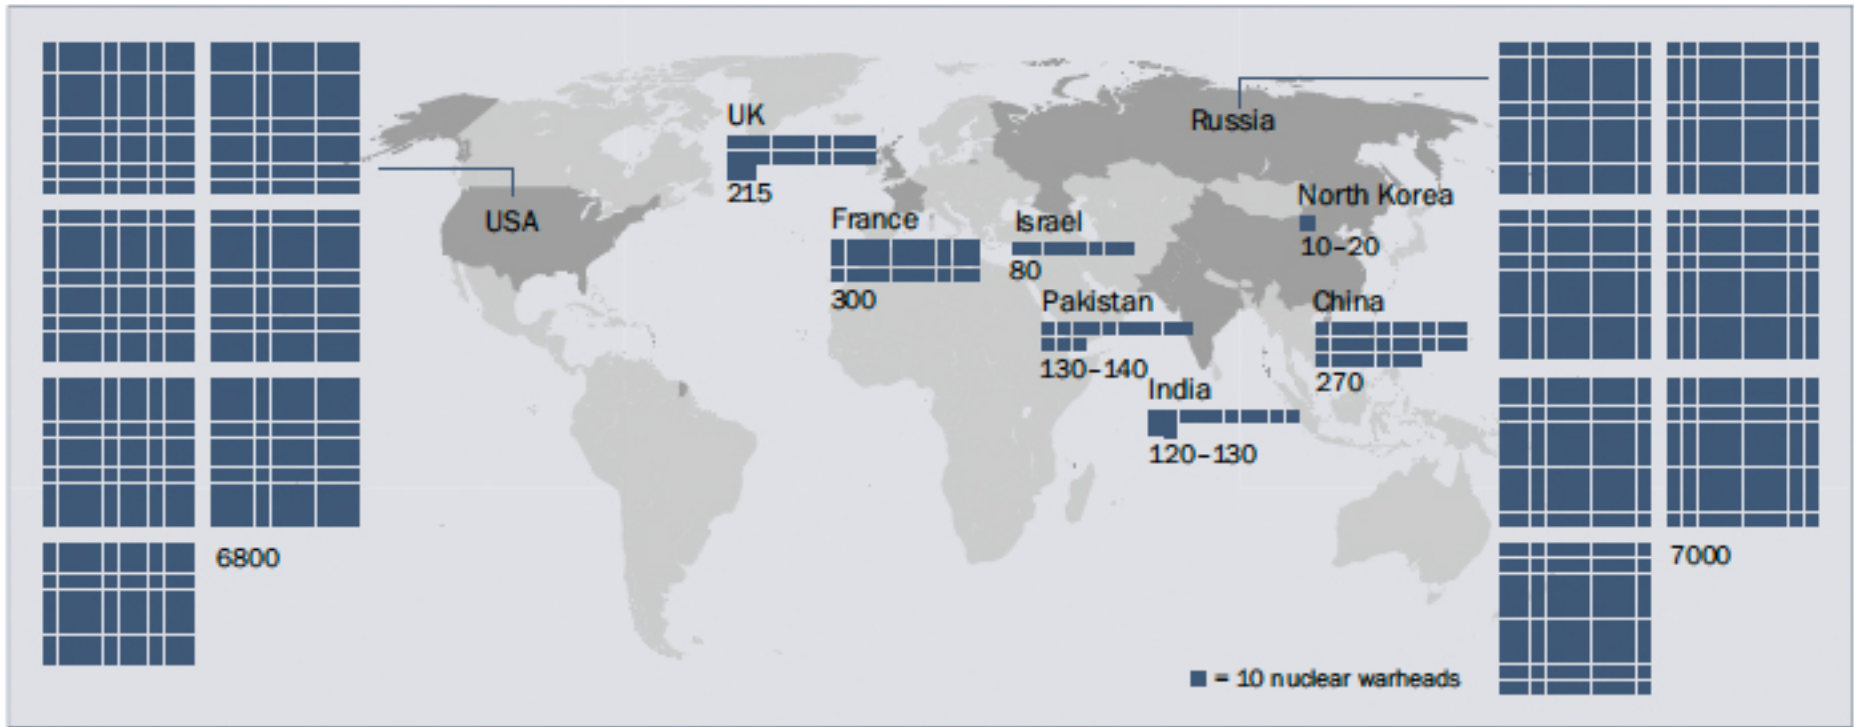 UK
215
Russia
North Korea
10–20
USA
France
300
Israel
80
Pakistan
130–140
China
270
India
120–130
6800
7000
= 10 nuclear warheads